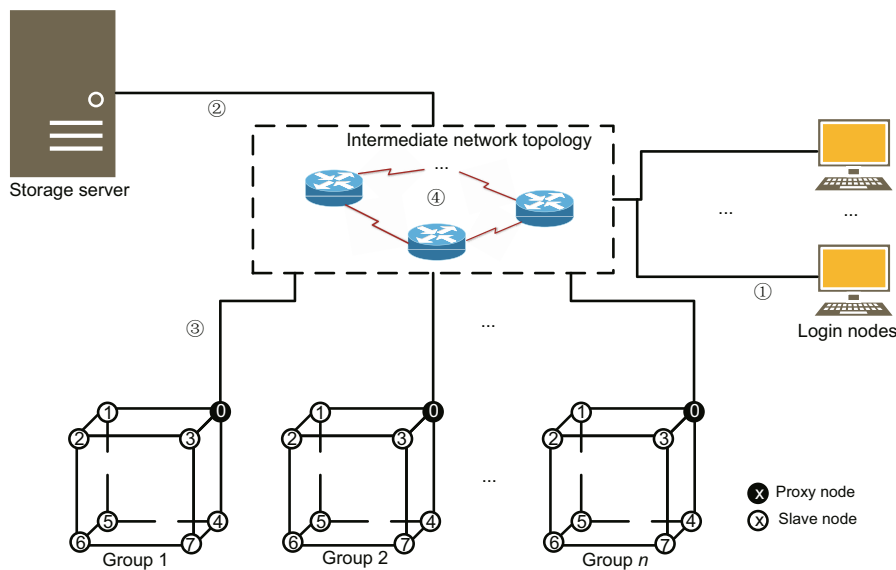 ②
Intermediate network topology
...
④
Storage server
...
...
①
Login nodes
③
...
1 0
2 3
5 4
6 7
Group 1
1 0
2 3
5 4
6 7
Group 2
...
1 0
2 3
5 4
6 7
Group n
X Proxy node
X Slave node